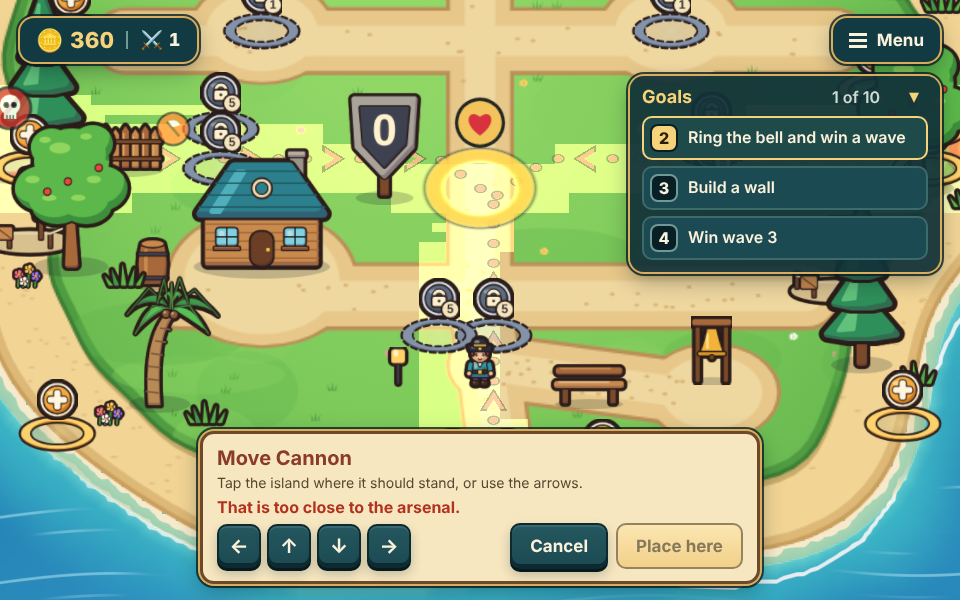 1
1
360
1
Menu
5
5
0
Goals
1 of 10
2 Ring the bell and win a wave
3 Build a wall
4 Win wave 3
5
5
Move Cannon
Tap the island where it should stand, or use the arrows.
That is too close to the arsenal.
Cancel
Place here